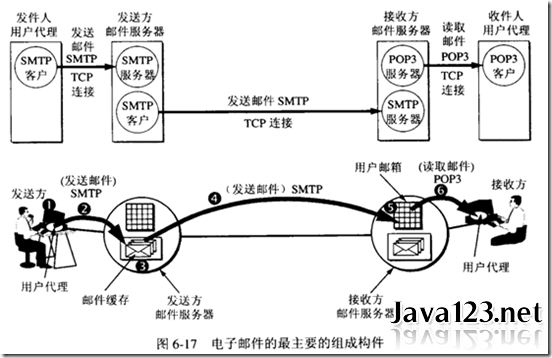 发件人
用户代理
发送方
邮件服务器
接收方
邮件服务器
收件人
用户代理
SMTP
客户
发送
邮件
SMTP
TCP
连接
SMTP
服务器
SMTP
客户
发送邮件 SMTP
TCP 连接
POP3
服务器
SMTP
服务器
读取
邮件
POP3
TCP
连接
POP3
客户
发送方
❶
(发送邮件)
SMTP
❷
❸
邮件缓存
用户代理
发送方
邮件服务器
❹
(发送邮件) SMTP
用户邮箱
❺
(读取邮件)
POP3
❻
接收方
用户代理
接收方
邮件服务器
Java123.net
图 6-17 电子邮件的最主要的组成构件